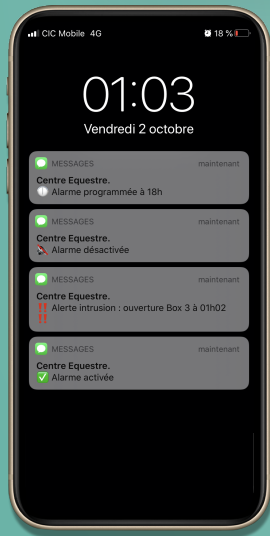 CIC Mobile 4G 18 %
01:03
Vendredi 2 octobre
MESSAGES maintenant
Centre Equestre.
Alarme programmée à 18h
MESSAGES maintenant
Centre Equestre.
Alarme désactivée
MESSAGES maintenant
Centre Equestre.
‼️ Alerte intrusion : ouverture Box 3 à 01h02
‼️
MESSAGES maintenant
Centre Equestre.
✅ Alarme activée